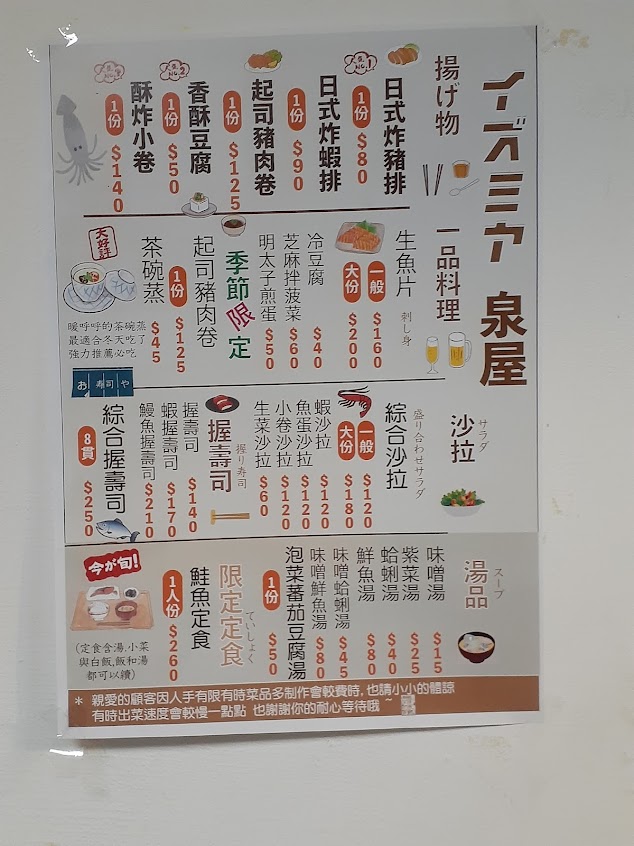 イズミヤ 泉屋
揚げ物
日式炸豬排
人気NO.1
1份 $80
日式炸蝦排
1份 $90
起司豬肉卷
1份 $125
香酥豆腐
人気NO.2
1份 $50
酥炸小卷
1份 $140
一品料理
生魚片 刺し身
一般 $160
大份 $200
冷豆腐 $40
芝麻拌菠菜 $60
明太子煎蛋 $50
季節限定
起司豬肉卷
1份 $125
茶碗蒸
$45
大好評
暖呼呼的茶碗蒸
最適合冬天吃了
強力推薦必吃
沙拉 サラダ
綜合沙拉 盛り合わせサラダ
一般 $120
大份 $180
蝦沙拉 $120
魚蛋沙拉 $120
小卷沙拉 $120
生菜沙拉 $60
握壽司 握り寿司
握壽司 $140
蝦握壽司 $170
鰻魚握壽司 $210
お寿司や
綜合握壽司
8貫 $250
湯品 スープ
味噌湯 $15
紫菜湯 $25
蛤蜊湯 $40
鮮魚湯 $80
味噌蛤蜊湯 $45
味噌鮮魚湯 $80
泡菜蕃茄豆腐湯
1份 $50
限定定食 ていしょく
鮭魚定食
1人份 $260
今が旬!
(定食含湯.小菜
與白飯,飯和湯
都可以續)
* 親愛的顧客因人手有限有時菜品多制作會較費時,也請小小的體諒
有時出菜速度會較慢一點點 也謝謝你的耐心等待哦~